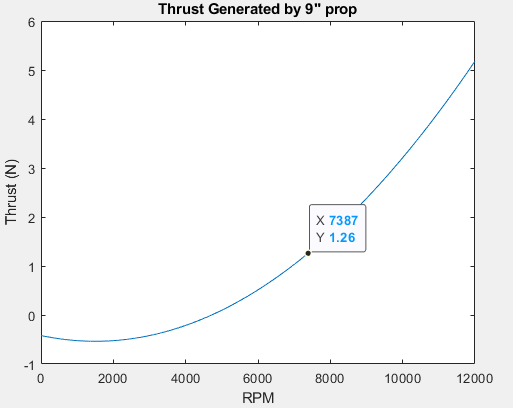 Thrust Generated by 9" prop
6
5
4
3
2
1
0
-1
Thrust (N)
X 7387
Y 1.26
0 2000 4000 6000 8000 10000 12000
RPM